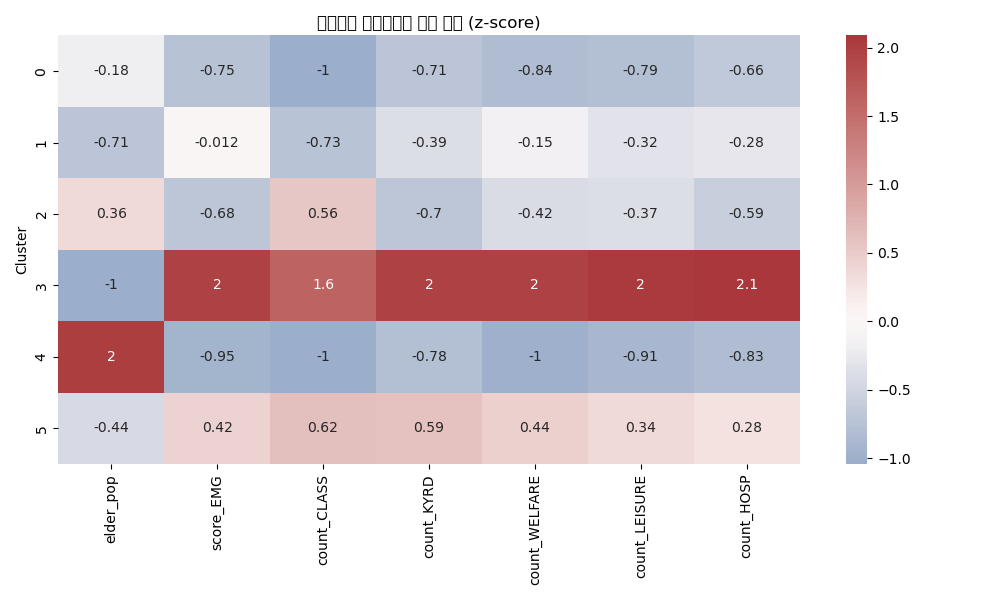 (z-score)
Cluster
0 -0.18 -0.75 -1 -0.71 -0.84 -0.79 -0.66
1 -0.71 -0.012 -0.73 -0.39 -0.15 -0.32 -0.28
2 0.36 -0.68 0.56 -0.7 -0.42 -0.37 -0.59
3 -1 2 1.6 2 2 2 2.1
4 2 -0.95 -1 -0.78 -1 -0.91 -0.83
5 -0.44 0.42 0.62 0.59 0.44 0.34 0.28
elder_pop
score_EMG
count_CLASS
count_KYRD
count_WELFARE
count_LEISURE
count_HOSP
2.0
1.5
1.0
0.5
0.0
−0.5
−1.0